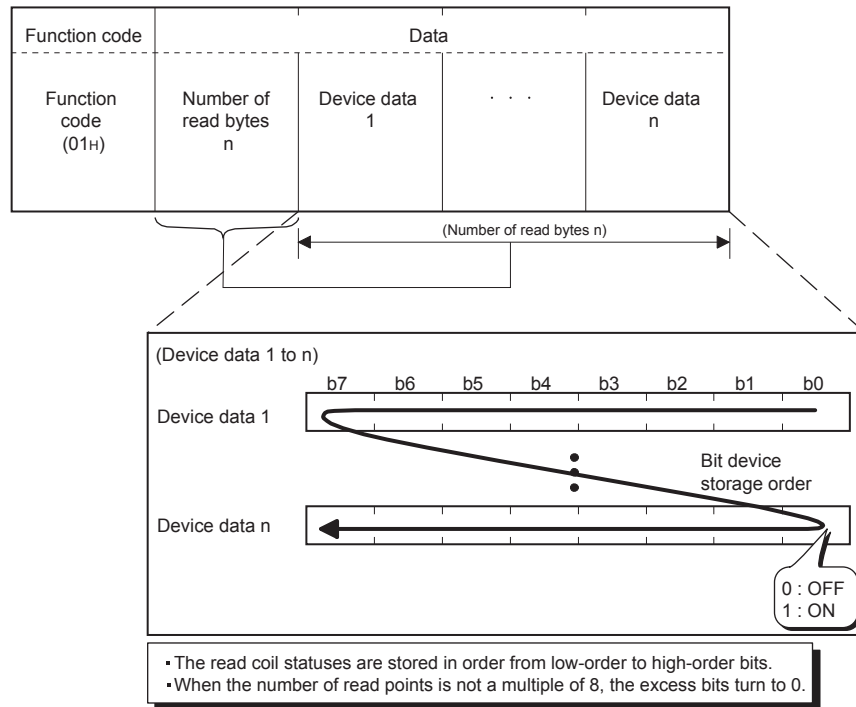 Function code Data
Function code (01H)
Number of read bytes n
Device data 1
· · ·
Device data n
(Number of read bytes n)
(Device data 1 to n)
b7 b6 b5 b4 b3 b2 b1 b0
Device data 1
Bit device
storage order
Device data n
0 : OFF
1 : ON
▪ The read coil statuses are stored in order from low-order to high-order bits.
▪ When the number of read points is not a multiple of 8, the excess bits turn to 0.